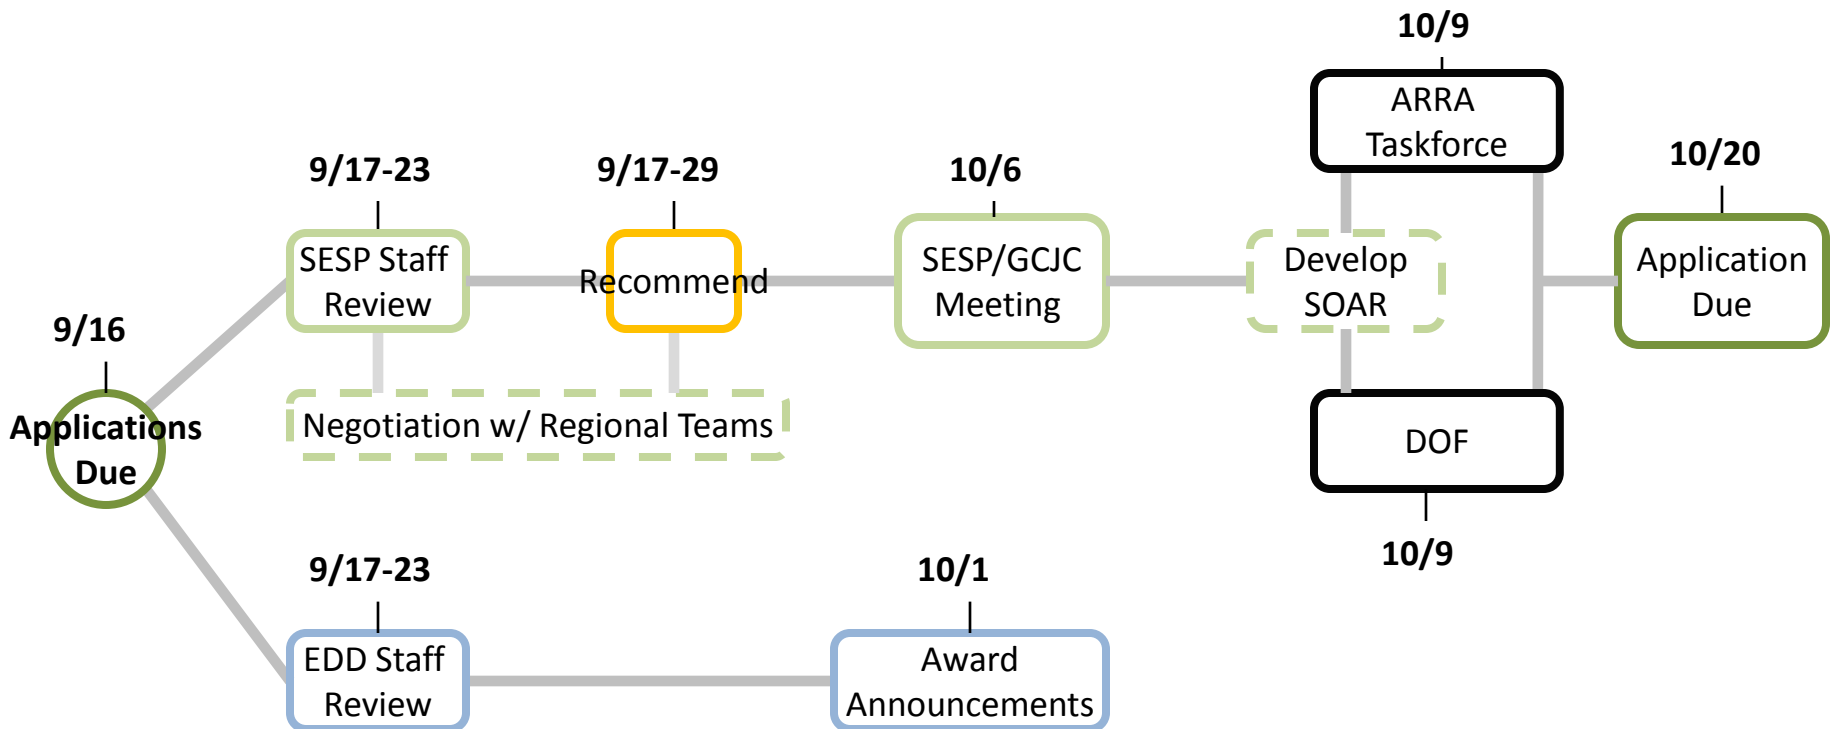 10/9
ARRA
Taskforce
9/17-23
9/17-29
10/6
10/20
SESP Staff
Review
Recommend
SESP/GCJC
Meeting
Develop
SOAR
Application
Due
9/16
Applications
Due
Negotiation w/ Regional Teams
DOF
10/9
9/17-23
10/1
EDD Staff
Review
Award
Announcements